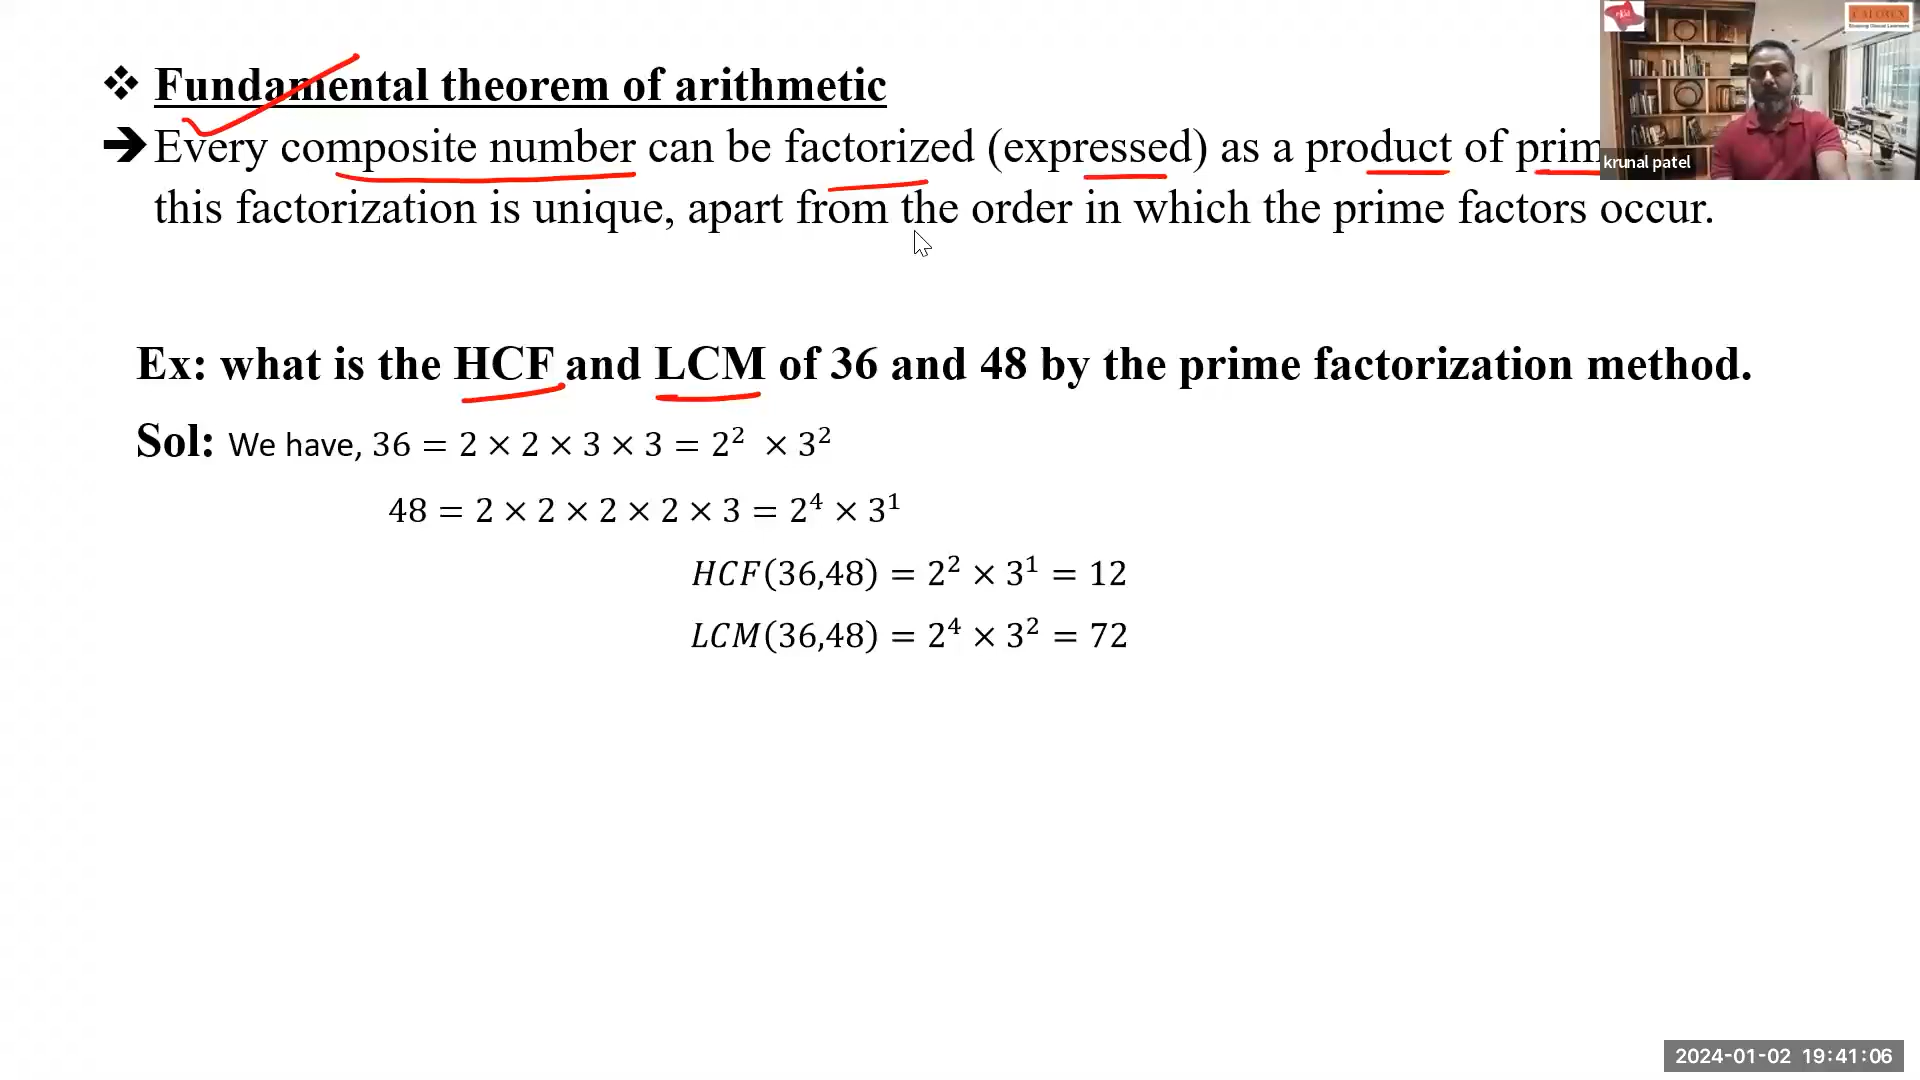 ❖ Fundamental theorem of arithmetic
➔ Every composite number can be factorized (expressed) as a product of prim
this factorization is unique, apart from the order in which the prime factors occur.
Ex: what is the HCF and LCM of 36 and 48 by the prime factorization method.
Sol: We have, 36 = 2 × 2 × 3 × 3 = 2² × 3²
48 = 2 × 2 × 2 × 2 × 3 = 2⁴ × 3¹
HCF(36,48) = 2² × 3¹ = 12
LCM(36,48) = 2⁴ × 3² = 72
krunal patel
CALOREX
2024-01-02 19:41:06